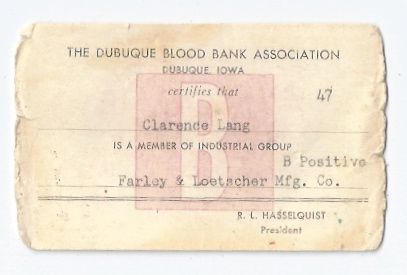 THE DUBUQUE BLOOD BANK ASSOCIATION
DUBUQUE, IOWA
certifies that
47
Clarence Lang
IS A MEMBER OF INDUSTRIAL GROUP
B
B Positive
Farley & Loetscher Mfg. Co.
R. L. HASSELQUIST
President